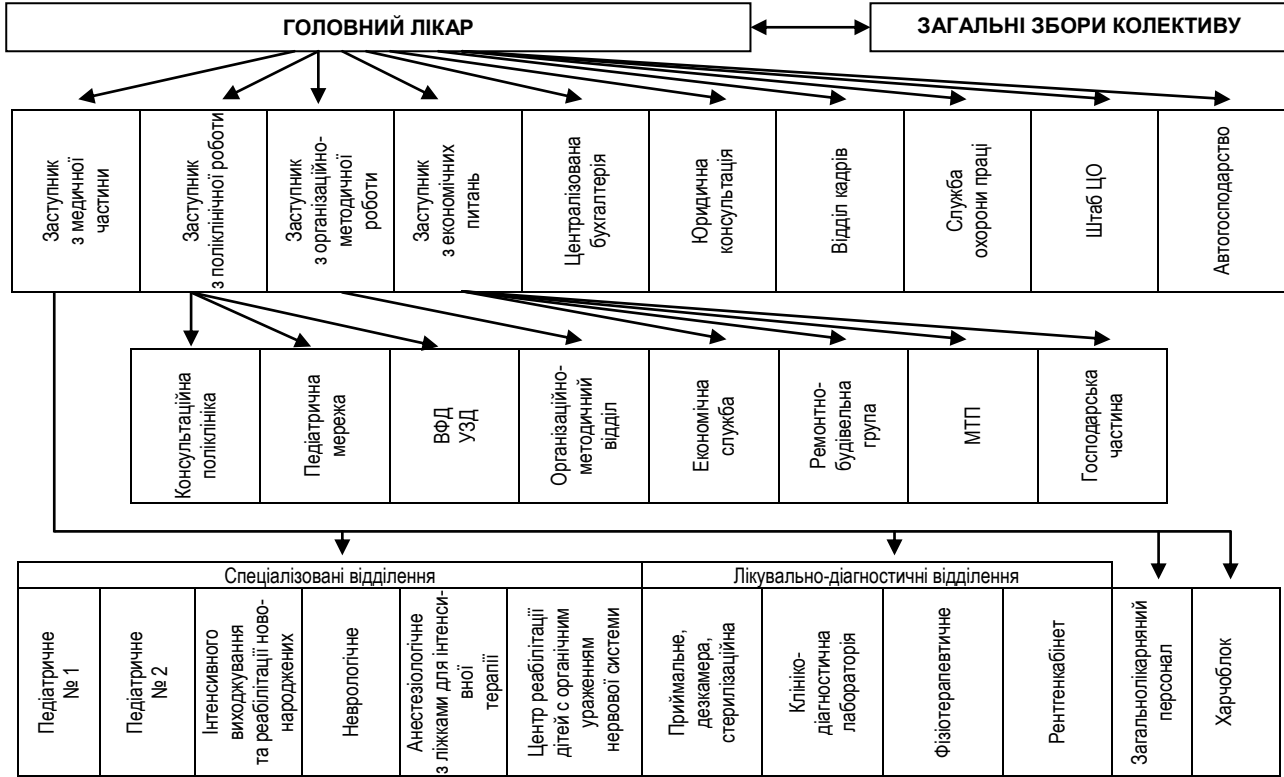 ГОЛОВНИЙ ЛІКАР
ЗАГАЛЬНІ ЗБОРИ КОЛЕКТИВУ
Заступник
з медичної
частини
Заступник
з поліклінічної роботи
Заступник
з організаційно-
методичної
роботи
Заступник
з економічних
питань
Централізована
бухгалтерія
Юридична
консультація
Відділ кадрів
Служба
охорони праці
Штаб ЦО
Автогосподарство
Консультаційна
поліклініка
Педіатрична
мережа
ВФД
УЗД
Організаційно-
методичний
відділ
Економічна
служба
Ремонтно-
будівельна
група
МТП
Господарська
частина
Спеціалізовані відділення
Лікувально-діагностичні відділення
Педіатричне
№ 1
Педіатричне
№ 2
Інтенсивного
виходжування
та реабілітації ново-
народжених
Неврологічне
Анестезіологічне
з ліжками для інтенси-
вної
терапії
Центр реабілітації
дітей с органічним
ураженням
нервової системи
Приймальне,
дезкамера,
стерилізаційна
Клініко-
діагностична
лабораторія
Фізіотерапевтичне
Рентгенкабінет
Загальнолікарняний
персонал
Харчоблок